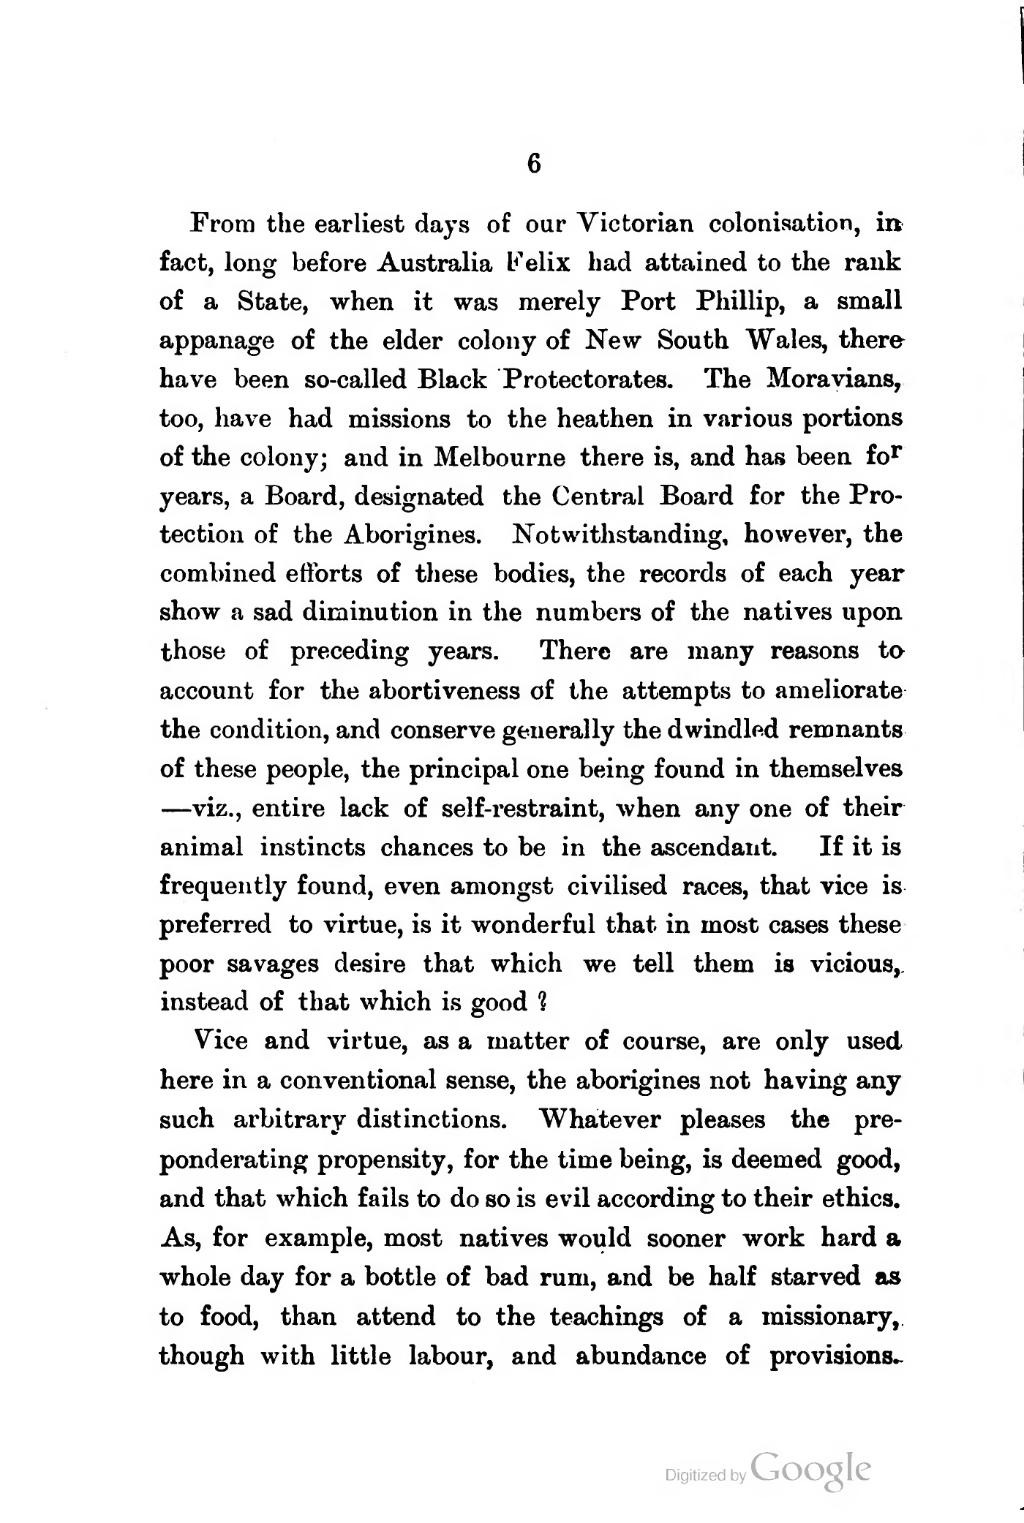 6
From the earliest days of our Victorian colonisation, in
fact, long before Australia Felix had attained to the rank
of a State, when it was merely Port Phillip, a small
appanage of the elder colony of New South Wales, there
have been so-called Black Protectorates. The Moravians,
too, have had missions to the heathen in various portions
of the colony; and in Melbourne there is, and has been for
years, a Board, designated the Central Board for the Pro-
tection of the Aborigines. Notwithstanding, however, the
combined efforts of these bodies, the records of each year
show a sad diminution in the numbers of the natives upon
those of preceding years. There are many reasons to
account for the abortiveness of the attempts to ameliorate
the condition, and conserve generally the dwindled remnants
of these people, the principal one being found in themselves
—viz., entire lack of self-restraint, when any one of their
animal instincts chances to be in the ascendant. If it is
frequently found, even amongst civilised races, that vice is
preferred to virtue, is it wonderful that in most cases these
poor savages desire that which we tell them is vicious,
instead of that which is good ?
Vice and virtue, as a matter of course, are only used
here in a conventional sense, the aborigines not having any
such arbitrary distinctions. Whatever pleases the pre-
ponderating propensity, for the time being, is deemed good,
and that which fails to do so is evil according to their ethics.
As, for example, most natives would sooner work hard a
whole day for a bottle of bad rum, and be half starved as
to food, than attend to the teachings of a missionary,
though with little labour, and abundance of provisions.
Digitized by Google